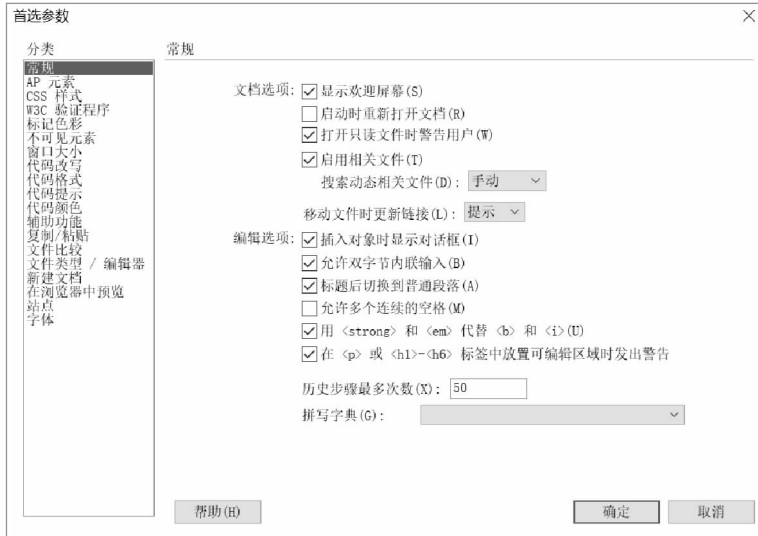 首选参数
分类
常规
AP 元素
CSS 样式
W3C 验证程序
标记色彩
不可见元素
窗口大小
代码改写
代码格式
代码提示
代码颜色
辅助功能
复制/粘贴
文件比较
文件类型 / 编辑器
新建文档
在浏览器中预览
站点
字体
常规
文档选项: 显示欢迎屏幕(S)
启动时重新打开文档(R)
打开只读文件时警告用户(W)
启用相关文件(T)
搜索动态相关文件(D): 手动
移动文件时更新链接(L): 提示
编辑选项: 插入对象时显示对话框(I)
允许双字节内联输入(B)
标题后切换到普通段落(A)
允许多个连续的空格(M)
用 <strong> 和 <em> 代替 <b> 和 <i>(U)
在 <p> 或 <h1>-<h6> 标签中放置可编辑区域时发出警告
历史步骤最多次数(X): 50
拼写字典(G):
帮助(H) 确定 取消